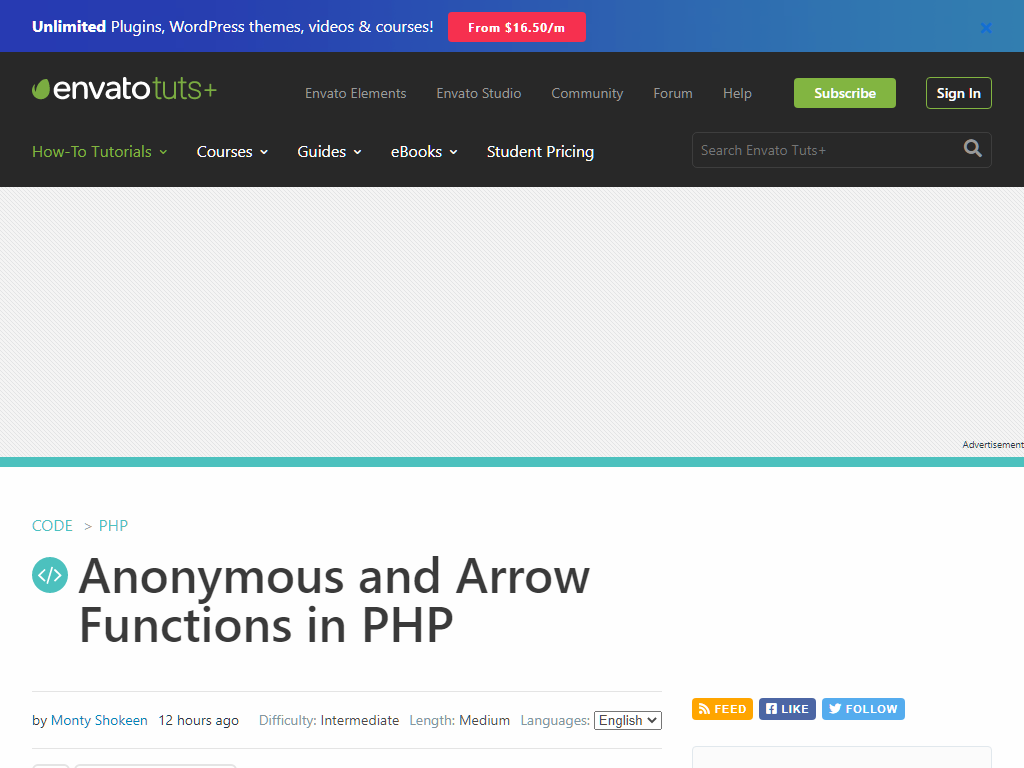 Unlimited Plugins, WordPress themes, videos & courses! From $16.50/m
envatotuts+ Envato Elements Envato Studio Community Forum Help Subscribe Sign In
How-To Tutorials Courses Guides eBooks Student Pricing Search Envato Tuts+
Advertisement
CODE > PHP
</> Anonymous and Arrow
Functions in PHP
by Monty Shokeen 12 hours ago Difficulty: Intermediate Length: Medium Languages: English
FEED LIKE FOLLOW